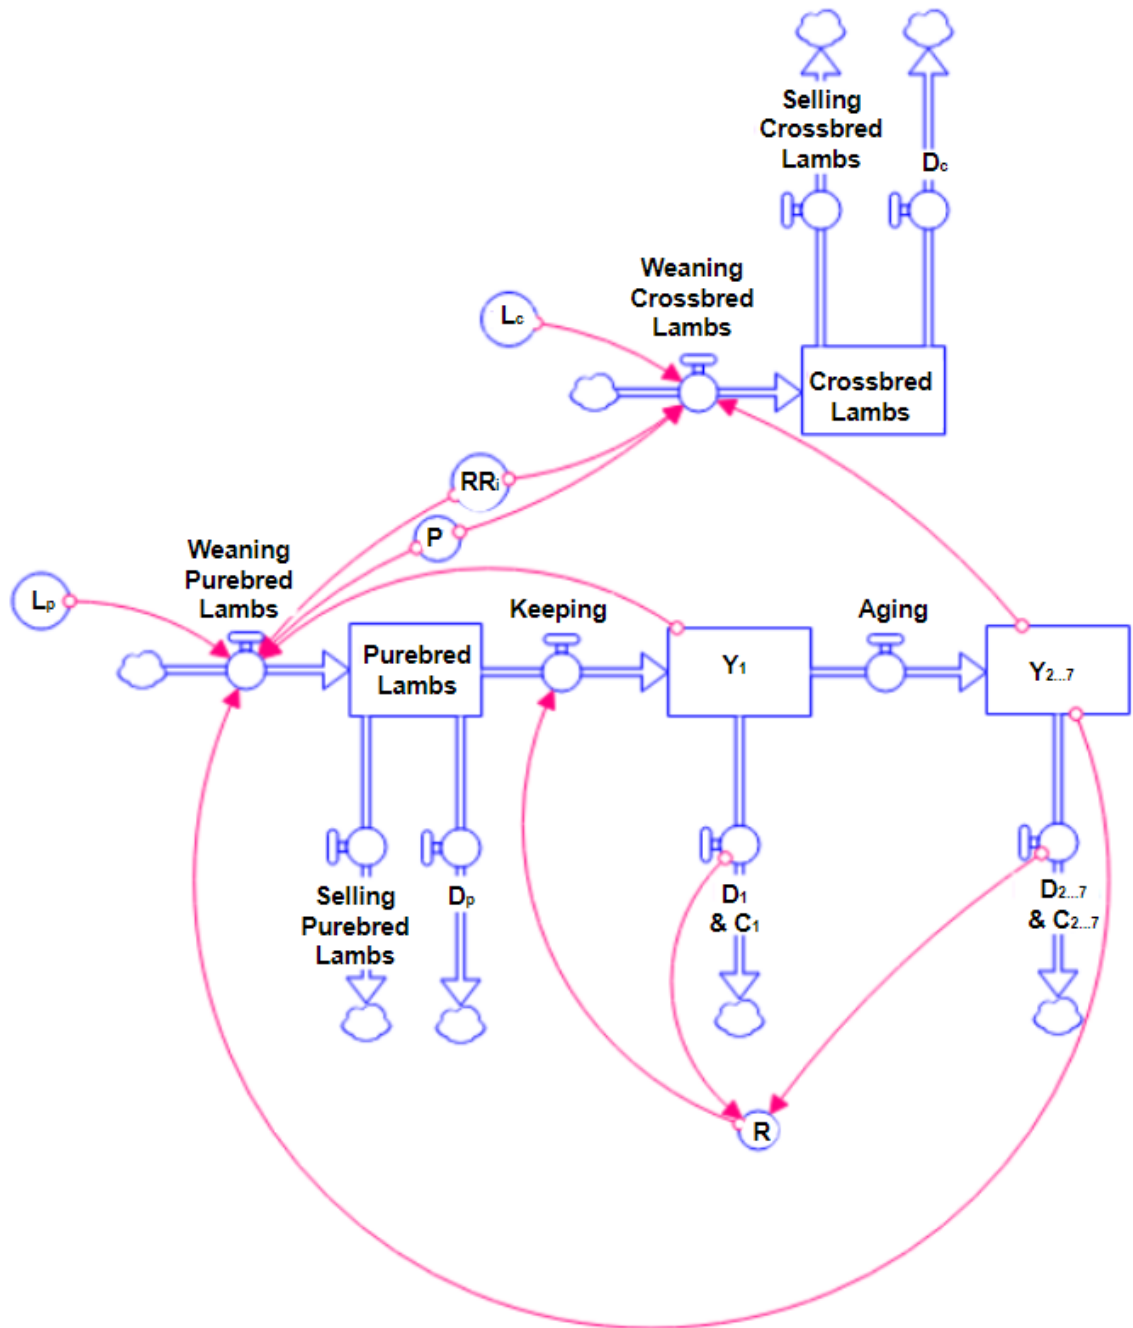 Selling
Crossbred
Lambs
Dc
Weaning
Crossbred
Lambs
Lc
Crossbred
Lambs
RRi
P
Weaning
Purebred
Lambs
Lp
Keeping
Aging
Purebred
Lambs
Y1
Y2...7
Selling
Purebred
Lambs
Dp
D1
& C1
D2...7
& C2...7
R